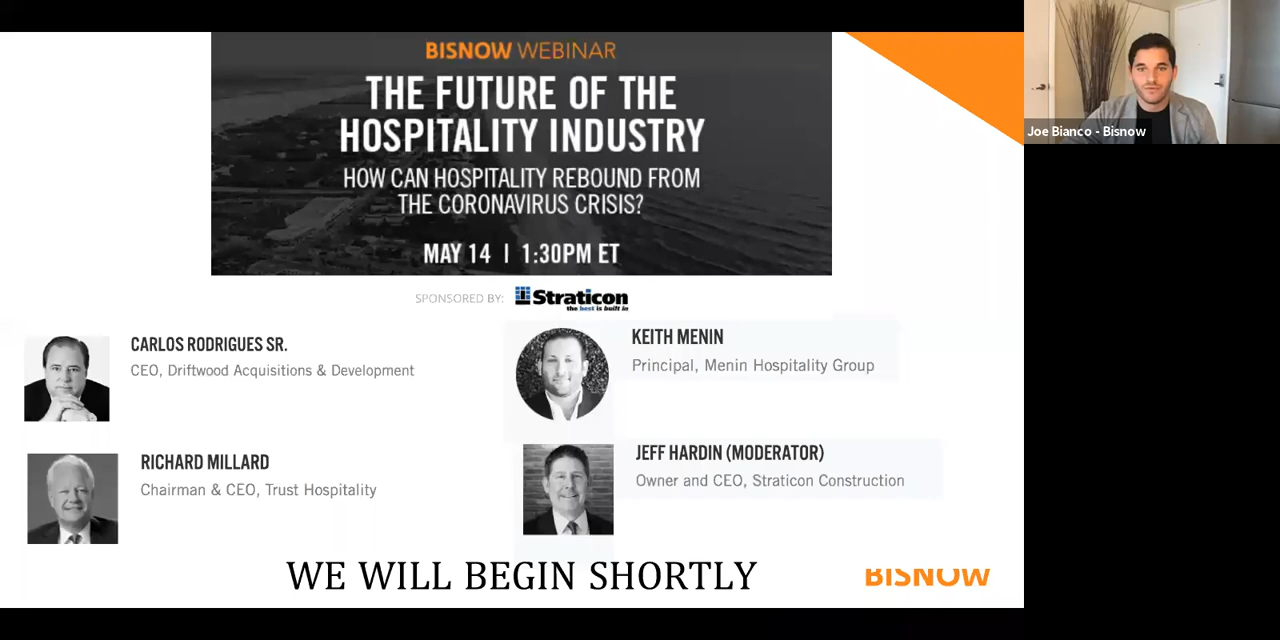 BISNOW WEBINAR
THE FUTURE OF THE
HOSPITALITY INDUSTRY
HOW CAN HOSPITALITY REBOUND FROM
THE CORONAVIRUS CRISIS?
MAY 14 | 1:30PM ET
SPONSORED BY: Straticon
the best is built in
CARLOS RODRIGUES SR.
CEO, Driftwood Acquisitions & Development
KEITH MENIN
Principal, Menin Hospitality Group
RICHARD MILLARD
Chairman & CEO, Trust Hospitality
JEFF HARDIN (MODERATOR)
Owner and CEO, Straticon Construction
WE WILL BEGIN SHORTLY
BISNOW
Joe Bianco - Bisnow